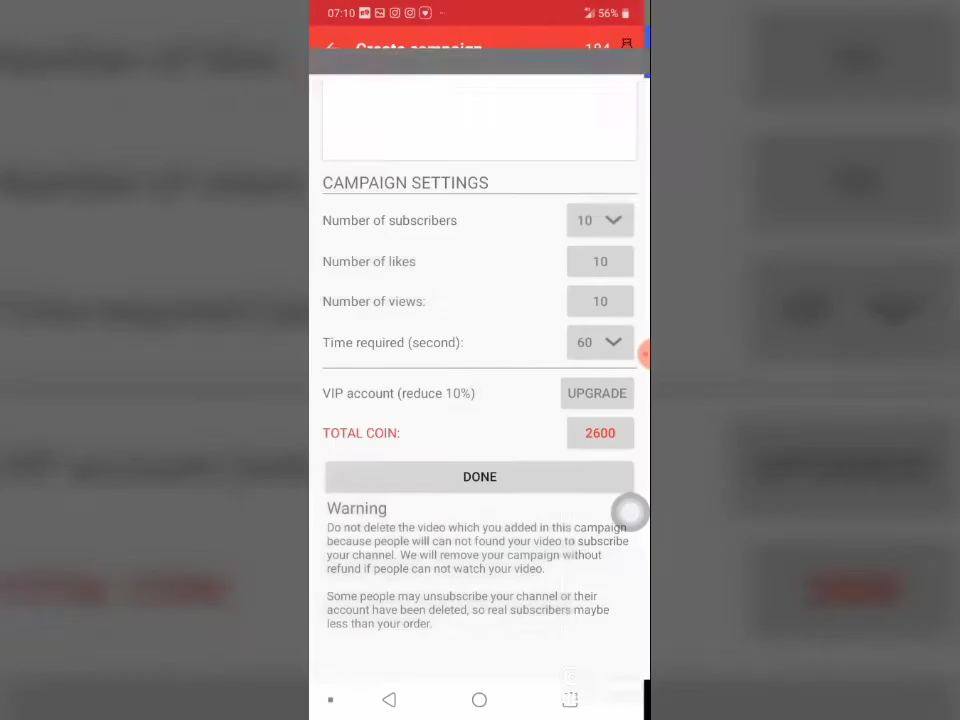 07:10 56%
Create campaign 184
CAMPAIGN SETTINGS
Number of subscribers 10
Number of likes 10
Number of views: 10
Time required (second): 60
VIP account (reduce 10%) UPGRADE
TOTAL COIN: 2600
DONE
Warning
Do not delete the video which you added in this campaign
because people will can not found your video to subscribe
your channel. We will remove your campaign without
refund if people can not watch your video.
Some people may unsubscribe your channel or their
account have been deleted, so real subscribers maybe
less than your order.